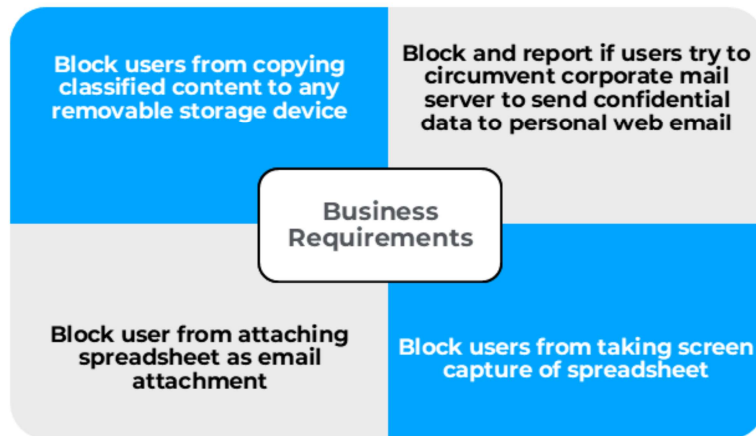 Block users from copying
classified content to any
removable storage device
Block and report if users try to
circumvent corporate mail
server to send confidential
data to personal web email
Business
Requirements
Block user from attaching
spreadsheet as email
attachment
Block users from taking screen
capture of spreadsheet